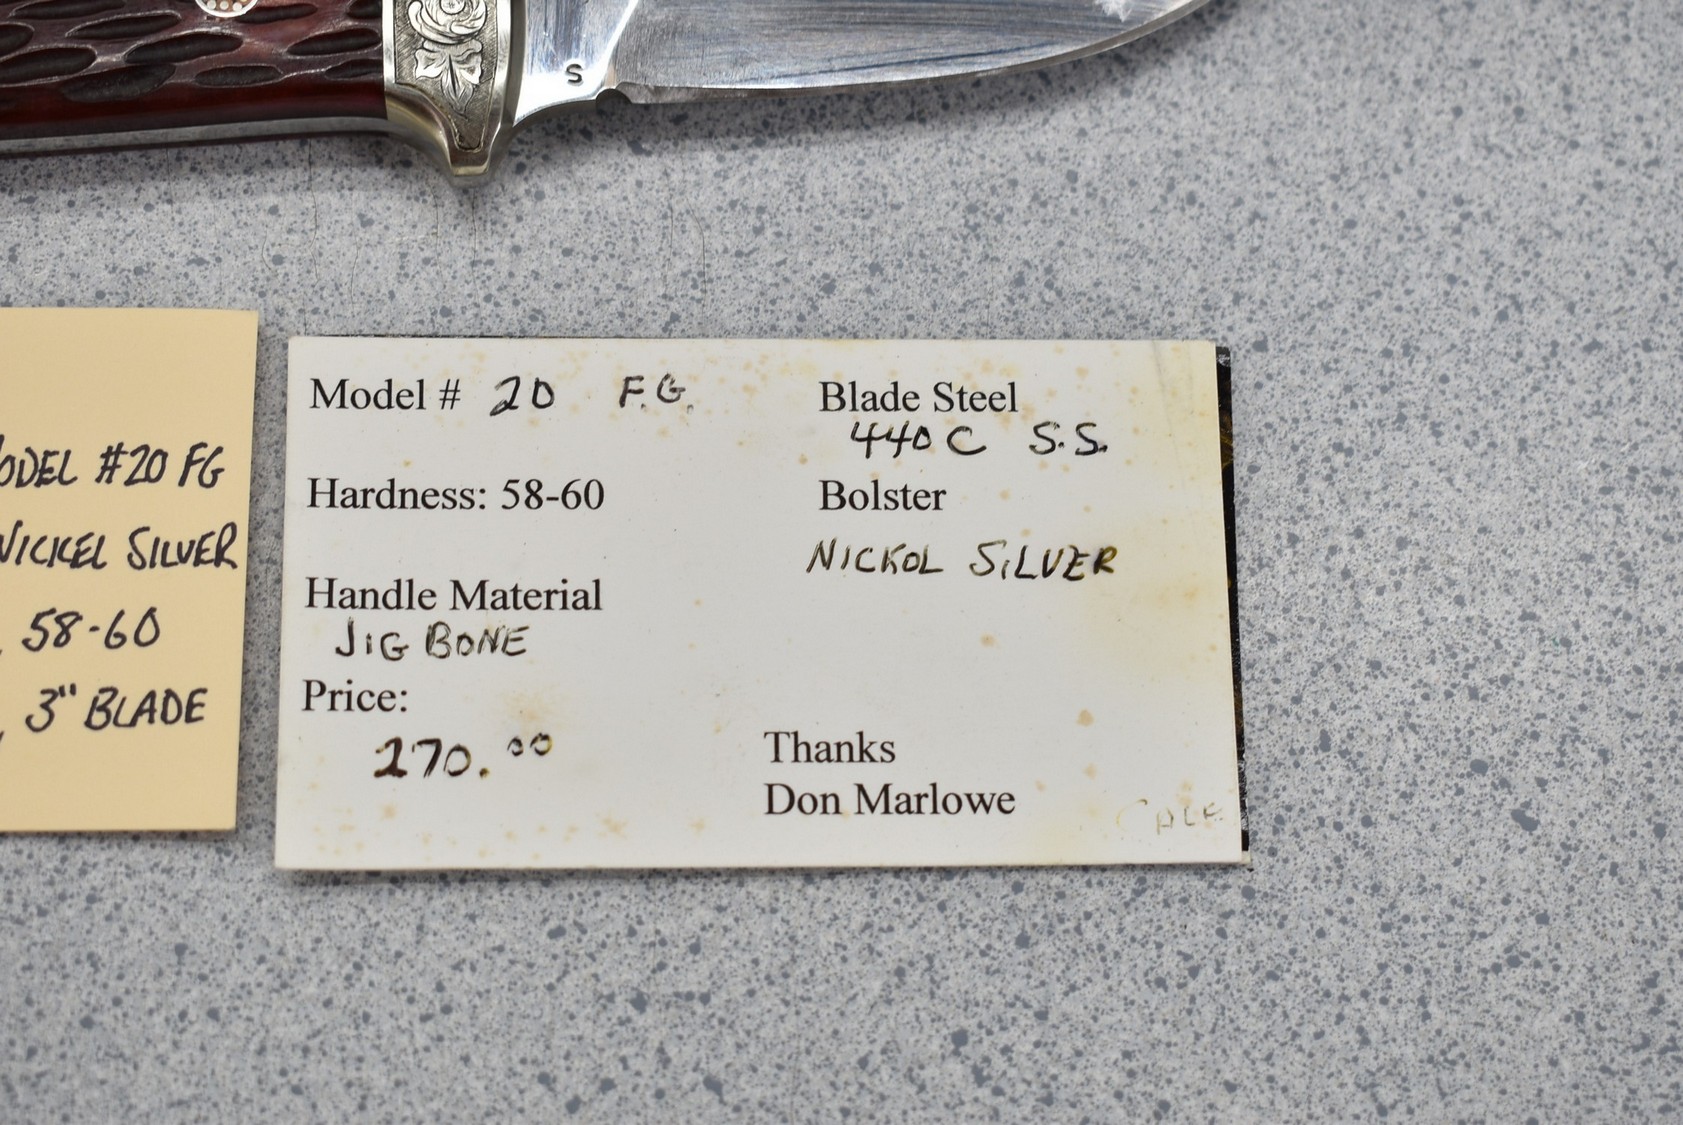 S
ODEL #20 FG
NICKEL SILVER
58-60
3" BLADE
Model # 20 F.G.
Hardness: 58-60
Handle Material
JIG BONE
Price:
270.00
Blade Steel
440C S.S.
Bolster
NICKOL SILVER
Thanks
Don Marlowe